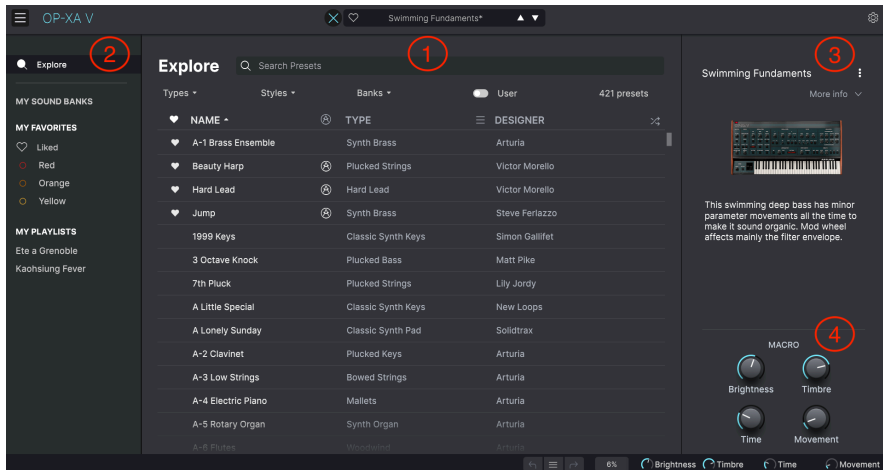 OP-XA V
Swimming Fundaments*
1
2
3
4
Explore
MY SOUND BANKS
MY FAVORITES
Liked
Red
Orange
Yellow
MY PLAYLISTS
Ete a Grenoble
Kaohsiung Fever
Explore
Search Presets
Types
Styles
Banks
User
421 presets
NAME TYPE DESIGNER
A-1 Brass Ensemble Synth Brass Arturia
Beauty Harp Plucked Strings Victor Morello
Hard Lead Hard Lead Victor Morello
Jump Synth Brass Steve Ferlazzo
1999 Keys Classic Synth Keys Simon Gallifet
3 Octave Knock Plucked Bass Matt Pike
7th Pluck Plucked Strings Lily Jordy
A Little Special Classic Synth Keys New Loops
A Lonely Sunday Classic Synth Pad Solidtrax
A-2 Clavinet Plucked Keys Arturia
A-3 Low Strings Bowed Strings Arturia
A-4 Electric Piano Mallets Arturia
A-5 Rotary Organ Synth Organ Arturia
A-6 Flutes Woodwind Arturia
Swimming Fundaments
More info
This swimming deep bass has minor
parameter movements all the time to
make it sound organic. Mod wheel
affects mainly the filter envelope.
MACRO
Brightness Timbre
Time Movement
6% Brightness Timbre Time Movement